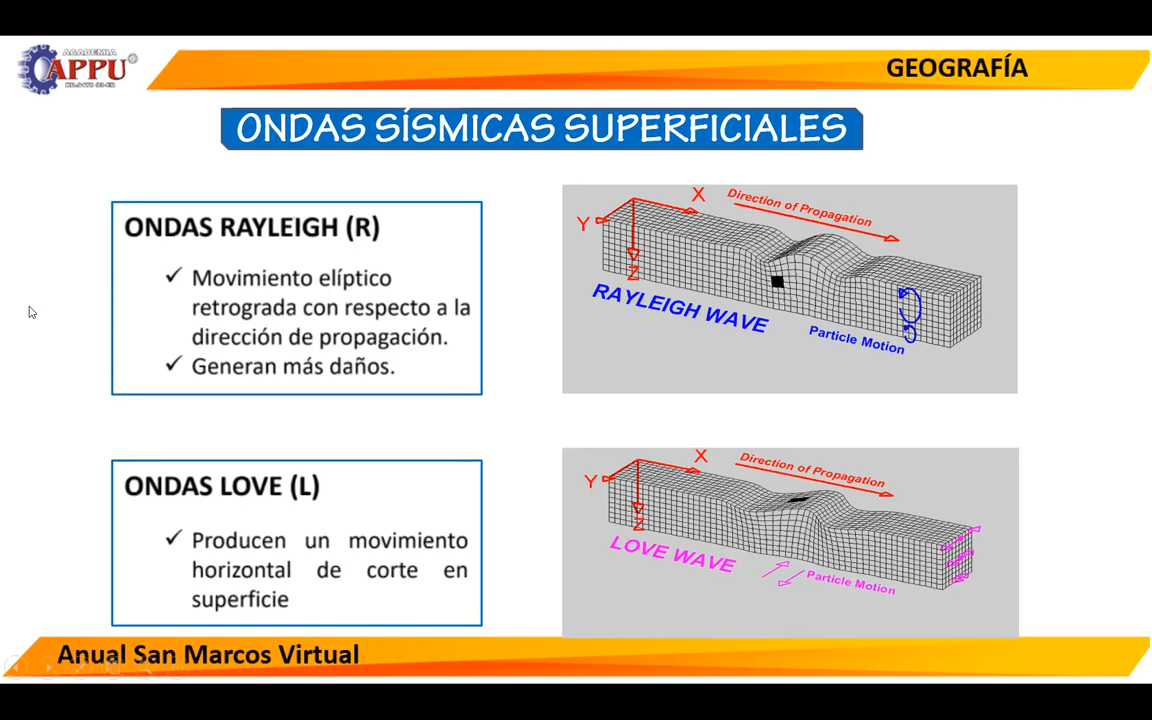 ACADEMIA
APPU
GEOGRAFÍA
ONDAS SÍSMICAS SUPERFICIALES
ONDAS RAYLEIGH (R)
✓ Movimiento elíptico
retrograda con respecto a la
dirección de propagación.
✓ Generan más daños.
X
Y
Z
Direction of Propagation
RAYLEIGH WAVE
Particle Motion
ONDAS LOVE (L)
✓ Producen un movimiento
horizontal de corte en
superficie
X
Y
Z
Direction of Propagation
LOVE WAVE
Particle Motion
Anual San Marcos Virtual